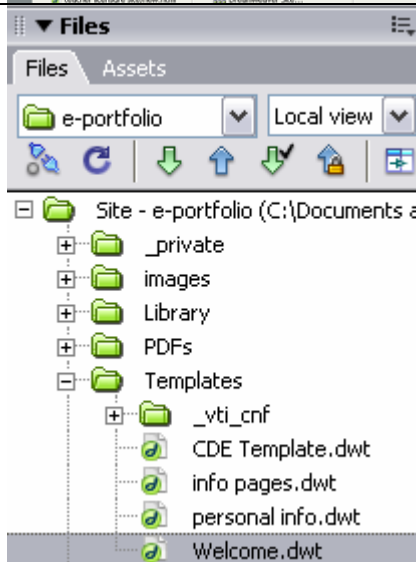 Files
Files Assets
e-portfolio Local view
Site - e-portfolio (C:\Documents a
_private
images
Library
PDFs
Templates
_vti_cnf
CDE Template.dwt
info pages.dwt
personal info.dwt
Welcome.dwt